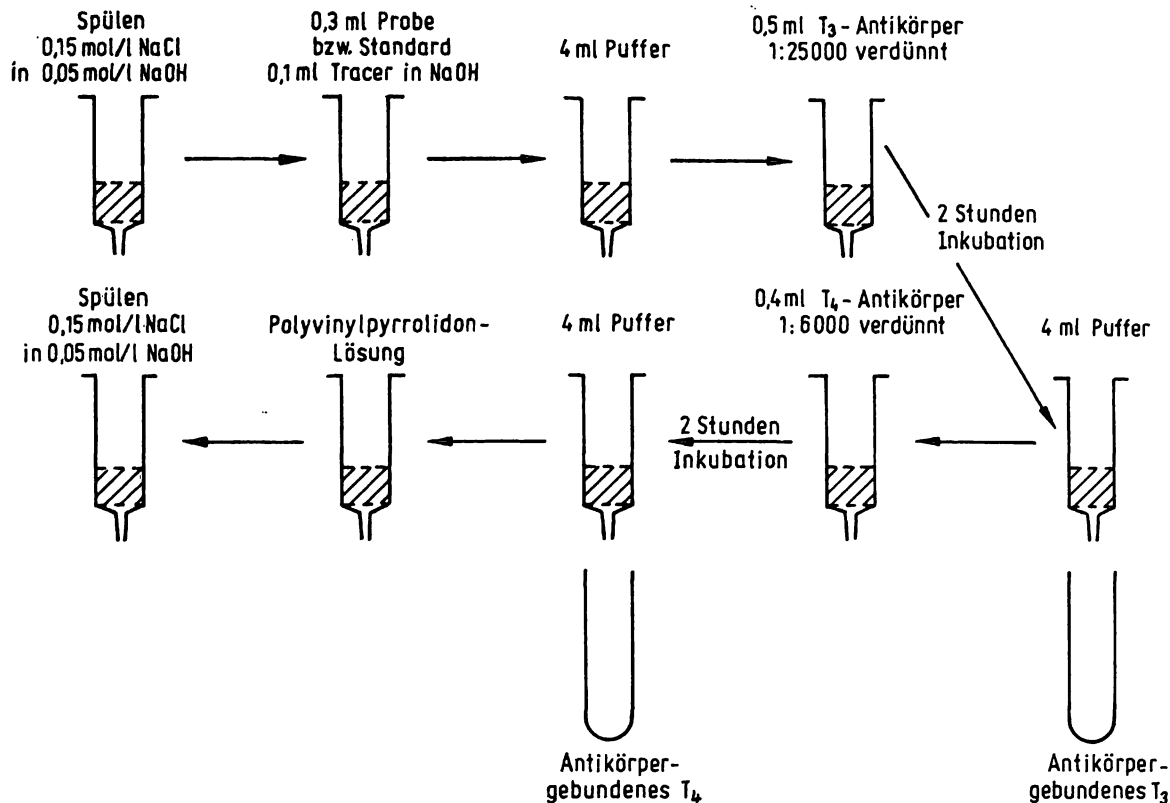 Spülen
0,15 mol/l NaCl
in 0,05 mol/l NaOH
0,3 ml Probe
bzw. Standard
0,1 ml Tracer in NaOH
4 ml Puffer
0,5 ml T₃-Antikörper
1:25000 verdünnt
2 Stunden
Inkubation
4 ml Puffer
0,4 ml T₄-Antikörper
1:6000 verdünnt
2 Stunden
Inkubation
4 ml Puffer
Polyvinylpyrrolidon-
Lösung
Spülen
0,15 mol/l NaCl
in 0,05 mol/l NaOH
Antikörper-
gebundenes T₄
Antikörper-
gebundenes T₃